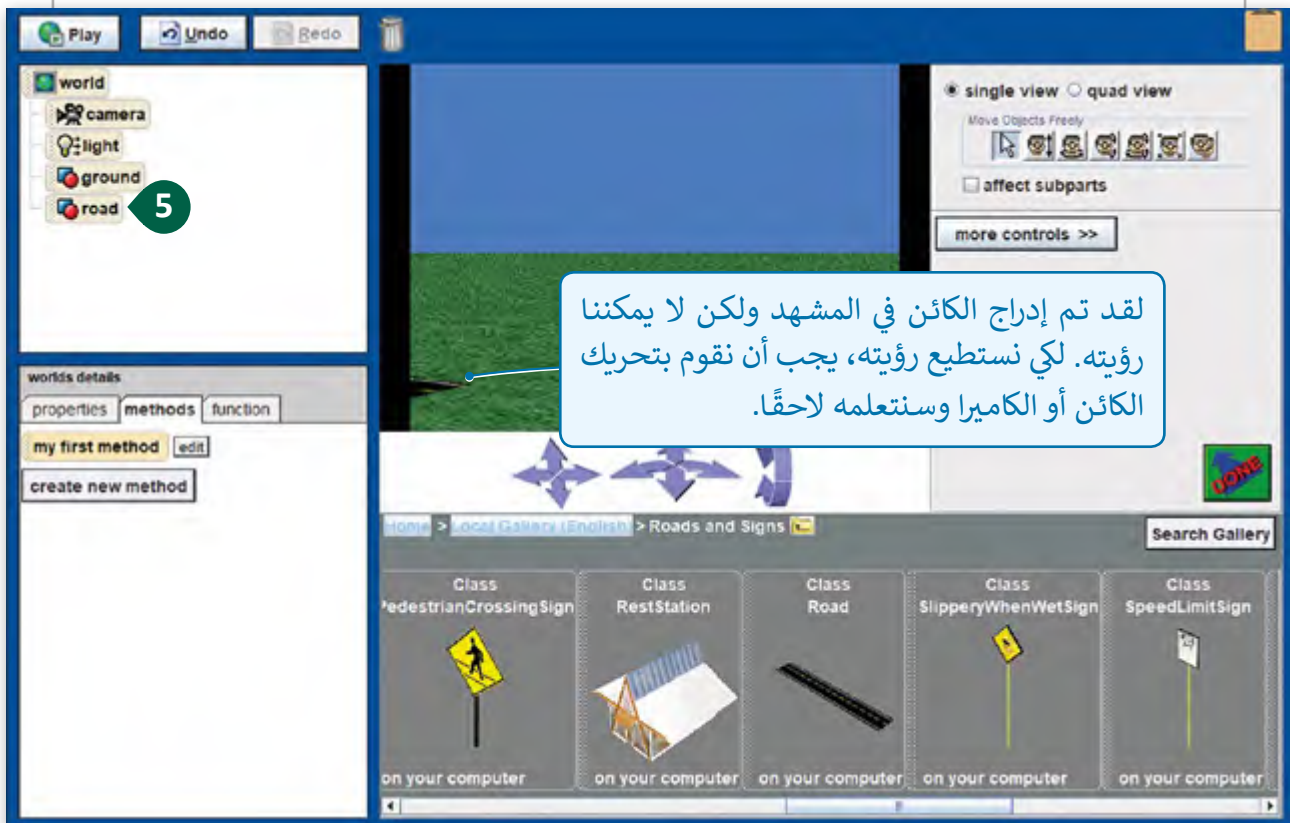 Play
Undo
Redo
world
camera
light
ground
road
5
single view
quad view
Move Objects Freely
affect subparts
more controls >>
لقد تم إدراج الكائن في المشهد ولكن لا يمكننا
رؤيته. لكي نستطيع رؤيته، يجب أن نقوم بتحريك
الكائن أو الكاميرا وسنتعلمه لاحقًا.
worlds details
properties
methods
function
my first method
edit
create new method
DONE
Home > Local Gallery (English) > Roads and Signs
Search Gallery
Class
PedestrianCrossingSign
on your computer
Class
RestStation
on your computer
Class
Road
on your computer
Class
SlipperyWhenWetSign
on your computer
Class
SpeedLimitSign
on your computer